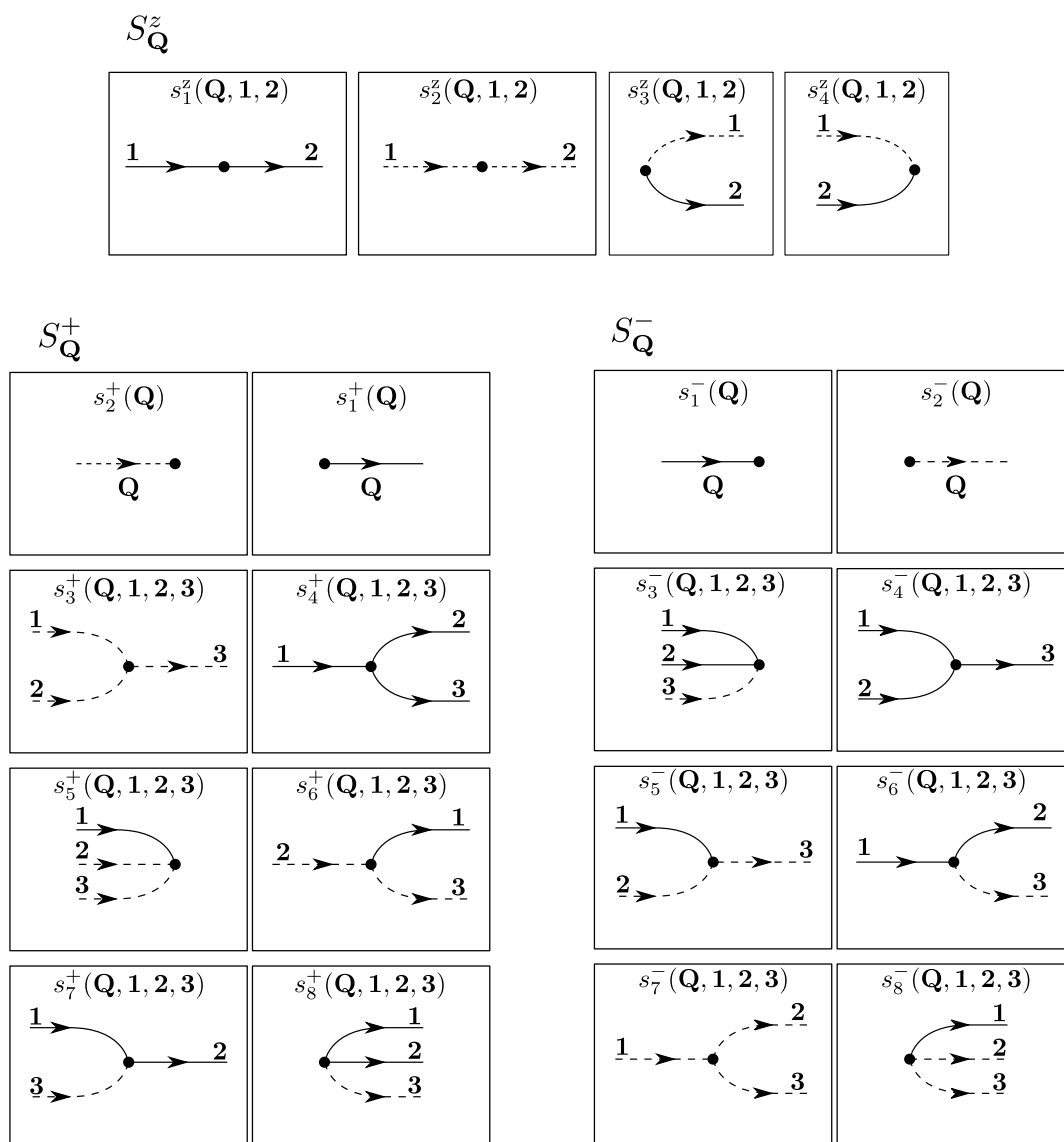 S^z_Q
s^z_1(Q, 1, 2) s^z_2(Q, 1, 2) s^z_3(Q, 1, 2) s^z_4(Q, 1, 2)
1 2 1 2 1 2 1 2
S^+_Q
s^+_2(Q) s^+_1(Q)
Q Q
s^+_3(Q, 1, 2, 3) s^+_4(Q, 1, 2, 3)
1 2 3 1 2 3
s^+_5(Q, 1, 2, 3) s^+_6(Q, 1, 2, 3)
1 2 3 2 1 3
s^+_7(Q, 1, 2, 3) s^+_8(Q, 1, 2, 3)
1 3 2 1 2 3
S^-_Q
s^-_1(Q) s^-_2(Q)
Q Q
s^-_3(Q, 1, 2, 3) s^-_4(Q, 1, 2, 3)
1 2 3 1 2 3
s^-_5(Q, 1, 2, 3) s^-_6(Q, 1, 2, 3)
1 2 3 1 2 3
s^-_7(Q, 1, 2, 3) s^-_8(Q, 1, 2, 3)
1 2 3 1 2 3